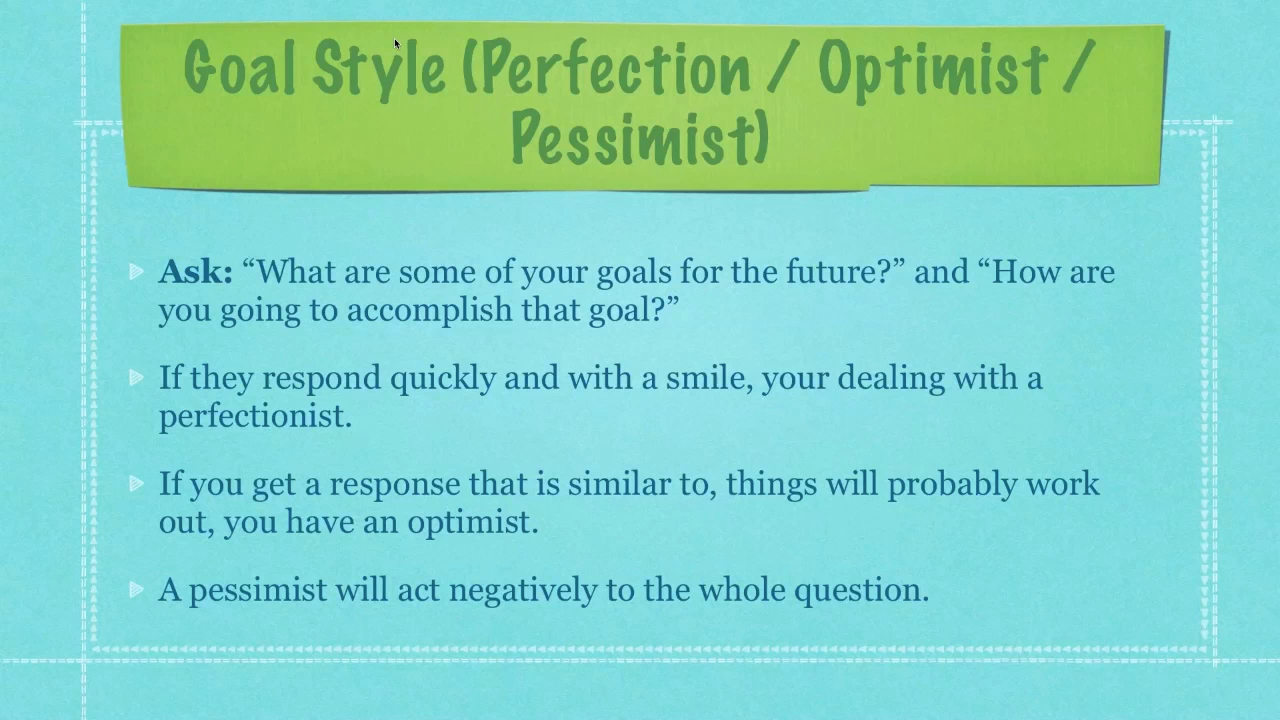 Goal Style (Perfection / Optimist /
Pessimist)
Ask: “What are some of your goals for the future?” and “How are
you going to accomplish that goal?”
If they respond quickly and with a smile, your dealing with a
perfectionist.
If you get a response that is similar to, things will probably work
out, you have an optimist.
A pessimist will act negatively to the whole question.